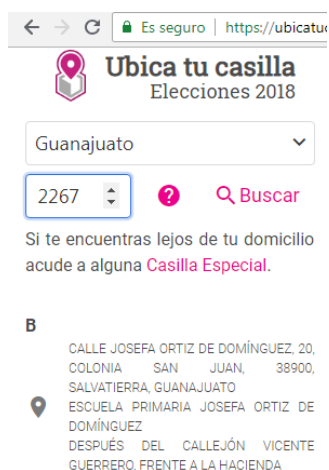 Es seguro | https://ubicatuc
Ubica tu casilla
Elecciones 2018
Guanajuato
2267 ? Buscar
Si te encuentras lejos de tu domicilio
acude a alguna Casilla Especial.
B
CALLE JOSEFA ORTIZ DE DOMÍNGUEZ, 20,
COLONIA SAN JUAN, 38900,
SALVATIERRA, GUANAJUATO
ESCUELA PRIMARIA JOSEFA ORTIZ DE
DOMÍNGUEZ
DESPUÉS DEL CALLEJÓN VICENTE
GUERRERO, FRENTE A LA HACIENDA